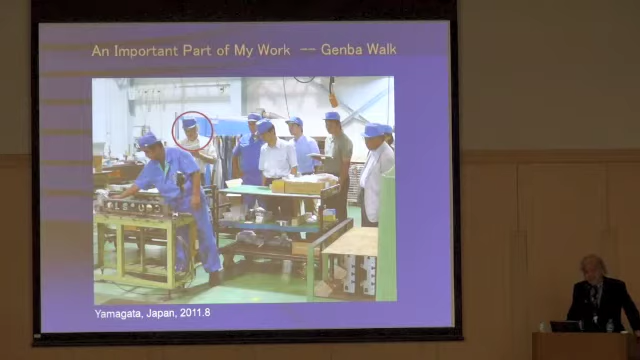 An Important Part of My Work -- Genba Walk
Yamagata, Japan, 2011.8